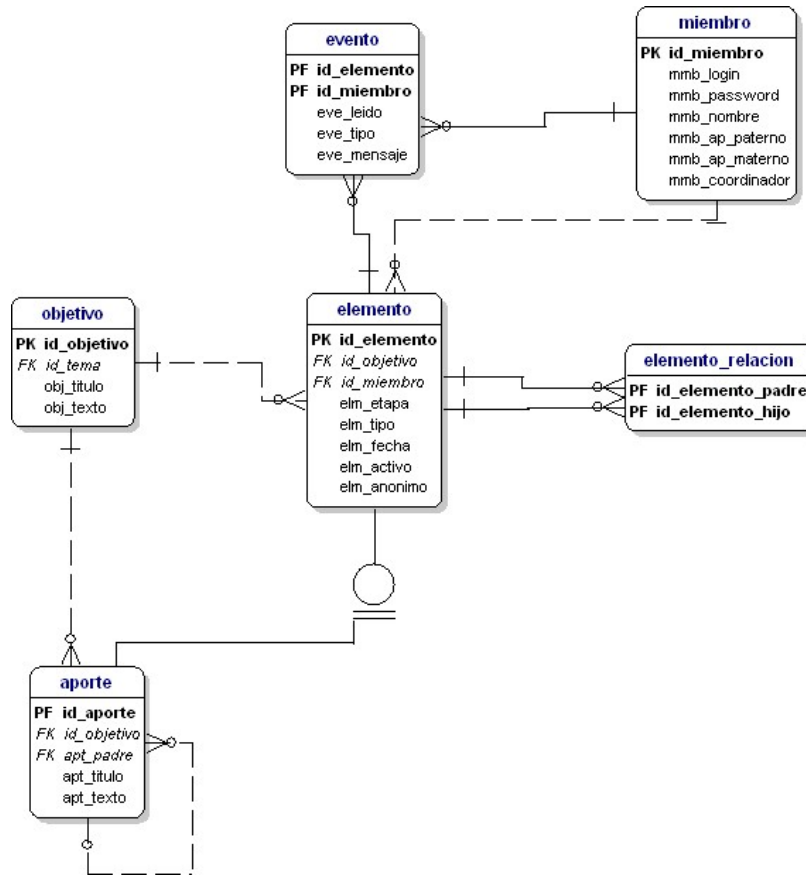 evento
PF id_elemento
PF id_miembro
eve_leido
eve_tipo
eve_mensaje
miembro
PK id_miembro
mmb_login
mmb_password
mmb_nombre
mmb_ap_paterno
mmb_ap_materno
mmb_coordinador
objetivo
PK id_objetivo
FK id_tema
obj_titulo
obj_texto
elemento
PK id_elemento
FK id_objetivo
FK id_miembro
elm_etapa
elm_tipo
elm_fecha
elm_activo
elm_anonimo
elemento_relacion
PF id_elemento_padre
PF id_elemento_hijo
aporte
PF id_aporte
FK id_objetivo
FK apt_padre
apt_titulo
apt_texto